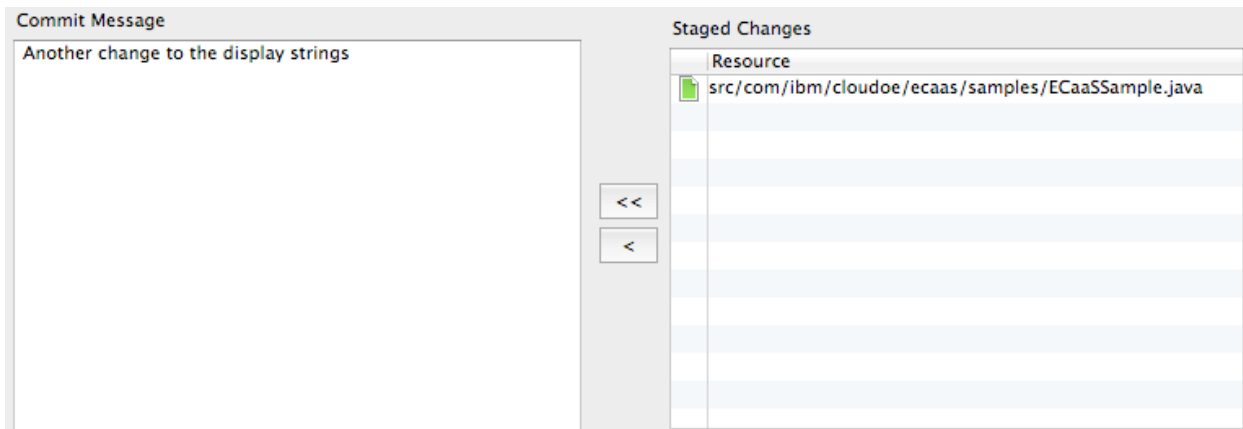 Commit Message
Another change to the display strings
<<
<
Staged Changes
Resource
src/com/ibm/cloudoe/ecaas/samples/ECaaSSample.java